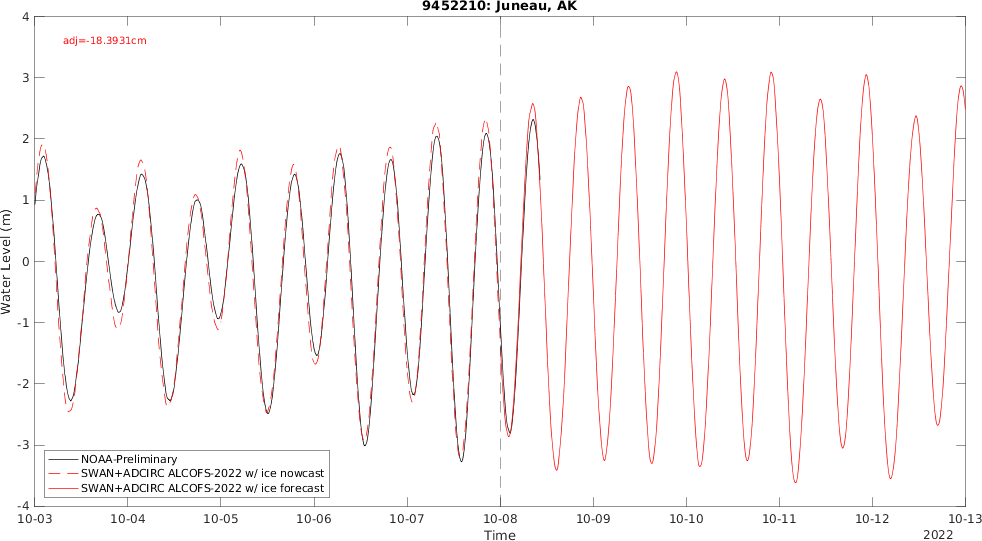 9452210: Juneau, AK
adj=-18.3931cm
Water Level (m)
4
3
2
1
0
-1
-2
-3
-4
NOAA-Preliminary
SWAN+ADCIRC ALCOFS-2022 w/ ice nowcast
SWAN+ADCIRC ALCOFS-2022 w/ ice forecast
10-03 10-04 10-05 10-06 10-07 10-08 10-09 10-10 10-11 10-12 10-13
Time
2022